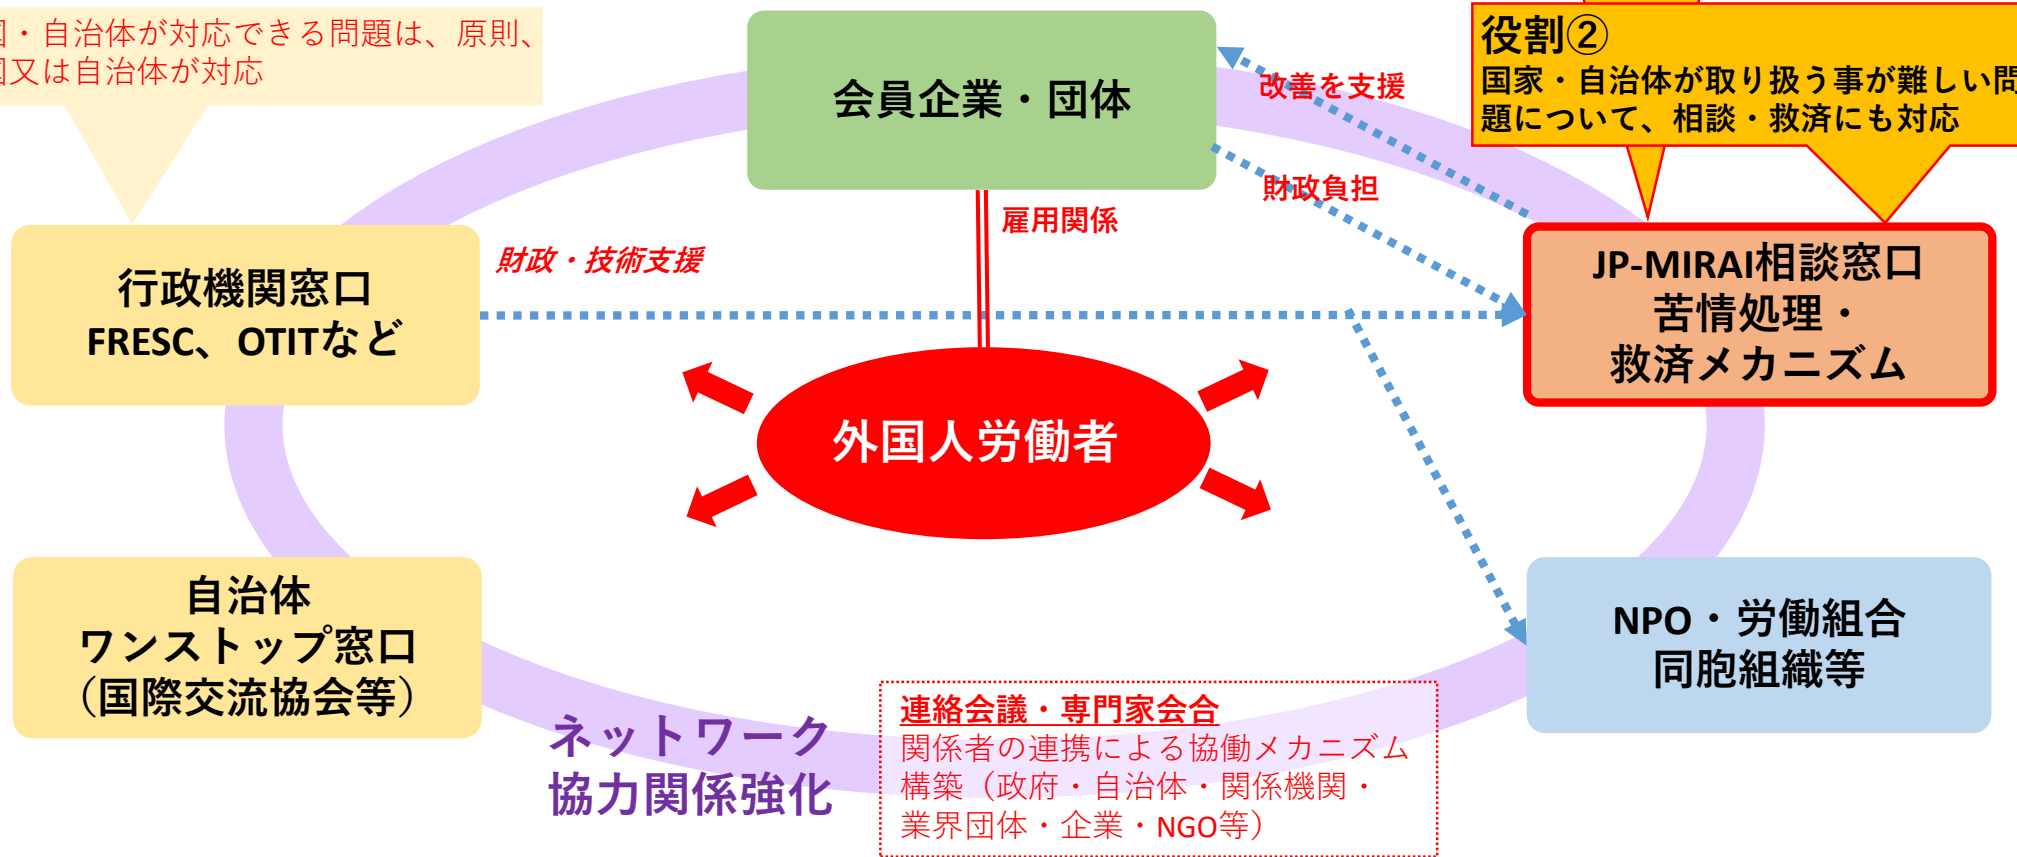 ・自治体が対応できる問題は、原則、
又は自治体が対応
会員企業・団体
役割②
国家・自治体が取り扱う事が難しい問
題について、相談・救済にも対応
改善を支援
財政負担
雇用関係
財政・技術支援
行政機関窓口
FRESC、OTITなど
JP-MIRAI相談窓口
苦情処理・
救済メカニズム
外国人労働者
自治体
ワンストップ窓口
（国際交流協会等）
NPO・労働組合
同胞組織等
ネットワーク
協力関係強化
連絡会議・専門家会合
関係者の連携による協働メカニズム
構築（政府・自治体・関係機関・
業界団体・企業・NGO等）